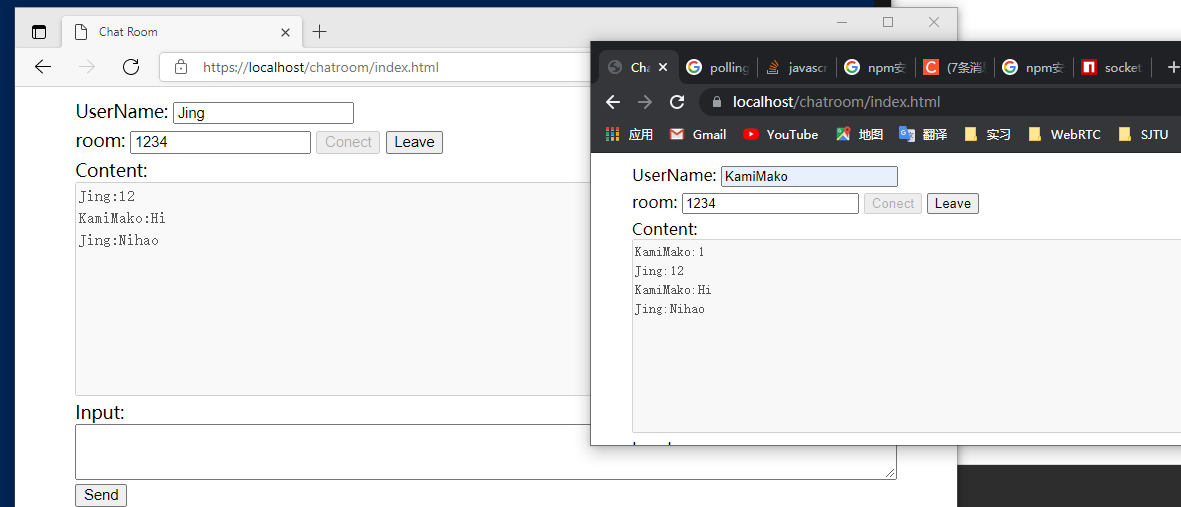 Chat Room
https://localhost/chatroom/index.html
UserName: Jing
room: 1234 Conect Leave
Content:
Jing:12
KamiMako:Hi
Jing:Nihao
Input:
Send
Cha polling javascr npm安 (7条消息 npm安 socket
localhost/chatroom/index.html
应用 Gmail YouTube 地图 翻译 实习 WebRTC SJTU
UserName: KamiMako
room: 1234 Conect Leave
Content:
KamiMako:1
Jing:12
KamiMako:Hi
Jing:Nihao